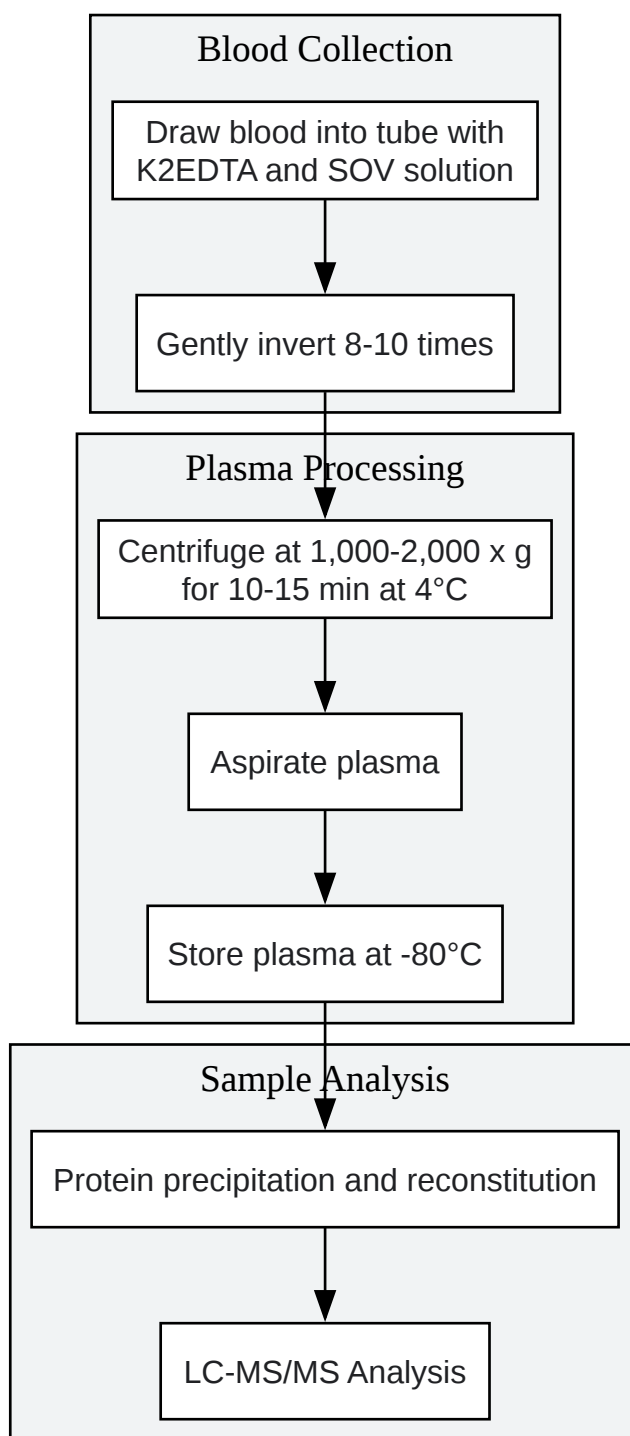 Blood Collection
Draw blood into tube with
K2EDTA and SOV solution
Gently invert 8-10 times
Plasma Processing
Centrifuge at 1,000-2,000 x g
for 10-15 min at 4°C
Aspirate plasma
Store plasma at -80°C
Sample Analysis
Protein precipitation and reconstitution
LC-MS/MS Analysis